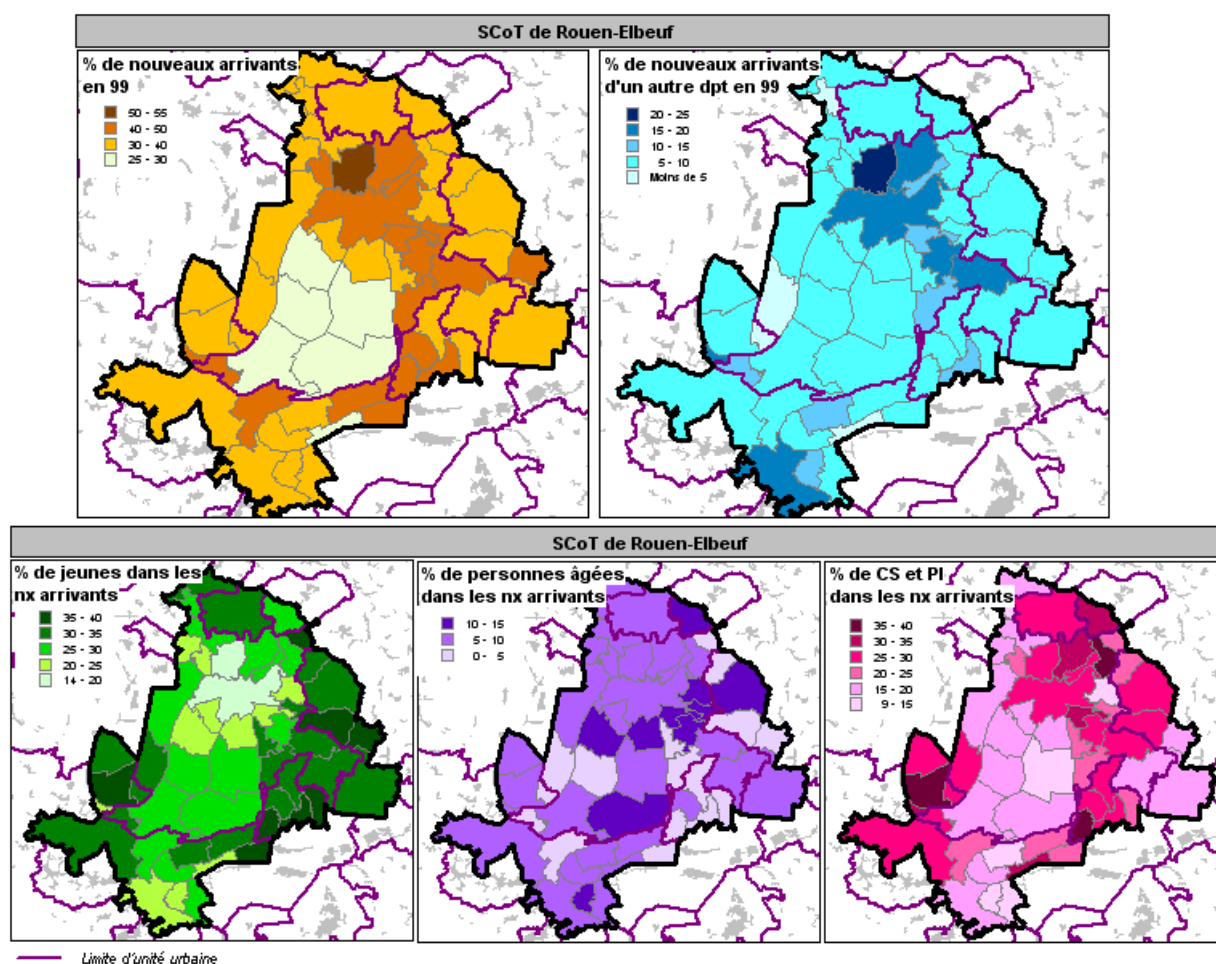 SCoT de Rouen-Elbeuf
% de nouveaux arrivants
en 99
50 - 55
40 - 50
30 - 40
25 - 30
% de nouveaux arrivants
d'un autre dpt en 99
20 - 25
15 - 20
10 - 15
5 - 10
Moins de 5
SCoT de Rouen-Elbeuf
% de jeunes dans les
nx arrivants
35 - 40
30 - 35
25 - 30
20 - 25
14 - 20
% de personnes âgées
dans les nx arrivants
10 - 15
5 - 10
0 - 5
% de CS et PI
dans les nx arrivants
35 - 40
30 - 35
25 - 30
20 - 25
15 - 20
9 - 15
Limite d'unité urbaine